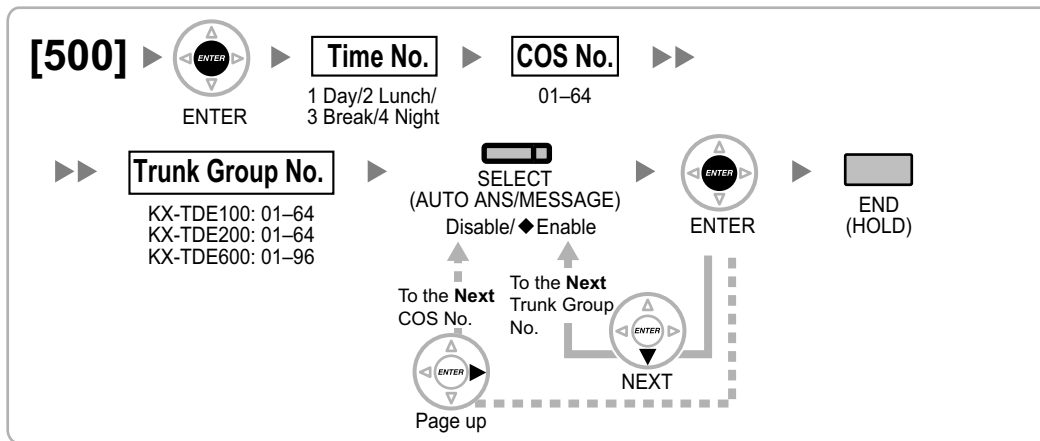 [500]
ENTER
ENTER
Time No.
1 Day/2 Lunch/
3 Break/4 Night
COS No.
01–64
Trunk Group No.
KX-TDE100: 01–64
KX-TDE200: 01–64
KX-TDE600: 01–96
SELECT
(AUTO ANS/MESSAGE)
Disable/◆Enable
ENTER
ENTER
END
(HOLD)
To the Next
COS No.
ENTER
Page up
To the Next
Trunk Group
No.
ENTER
NEXT